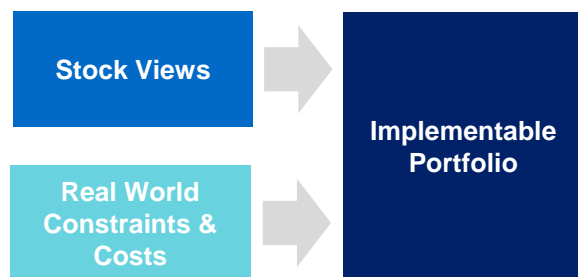 Stock Views
Real World
Constraints &
Costs
Implementable
Portfolio